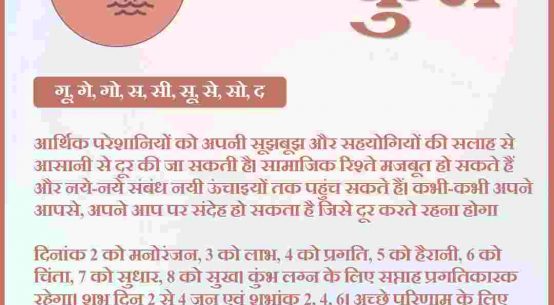 कुंभ
गू, गे, गो, स, सी, सू, से, सो, द
आर्थिक परेशानियों को अपनी सूझबूझ और सहयोगियों की सलाह से
आसानी से दूर की जा सकती है। सामाजिक रिश्ते मजबूत हो सकते हैं
और नये-नये संबंध नयी ऊंचाइयों तक पहुंच सकते हैं। कभी-कभी अपने
आपसे, अपने आप पर संदेह हो सकता है जिसे दूर करते रहना होगा
दिनांक 2 को मनोरंजन, 3 को लाभ, 4 को प्रगति, 5 को हैरानी, 6 को
चिंता, 7 को सुधार, 8 को सुख। कुंभ लग्न के लिए सप्ताह प्रगतिकारक
रहेगा। शुभ दिन 2 से 4 जून एवं शुभांक 2, 4, 6। अच्छे परिणाम के लिए